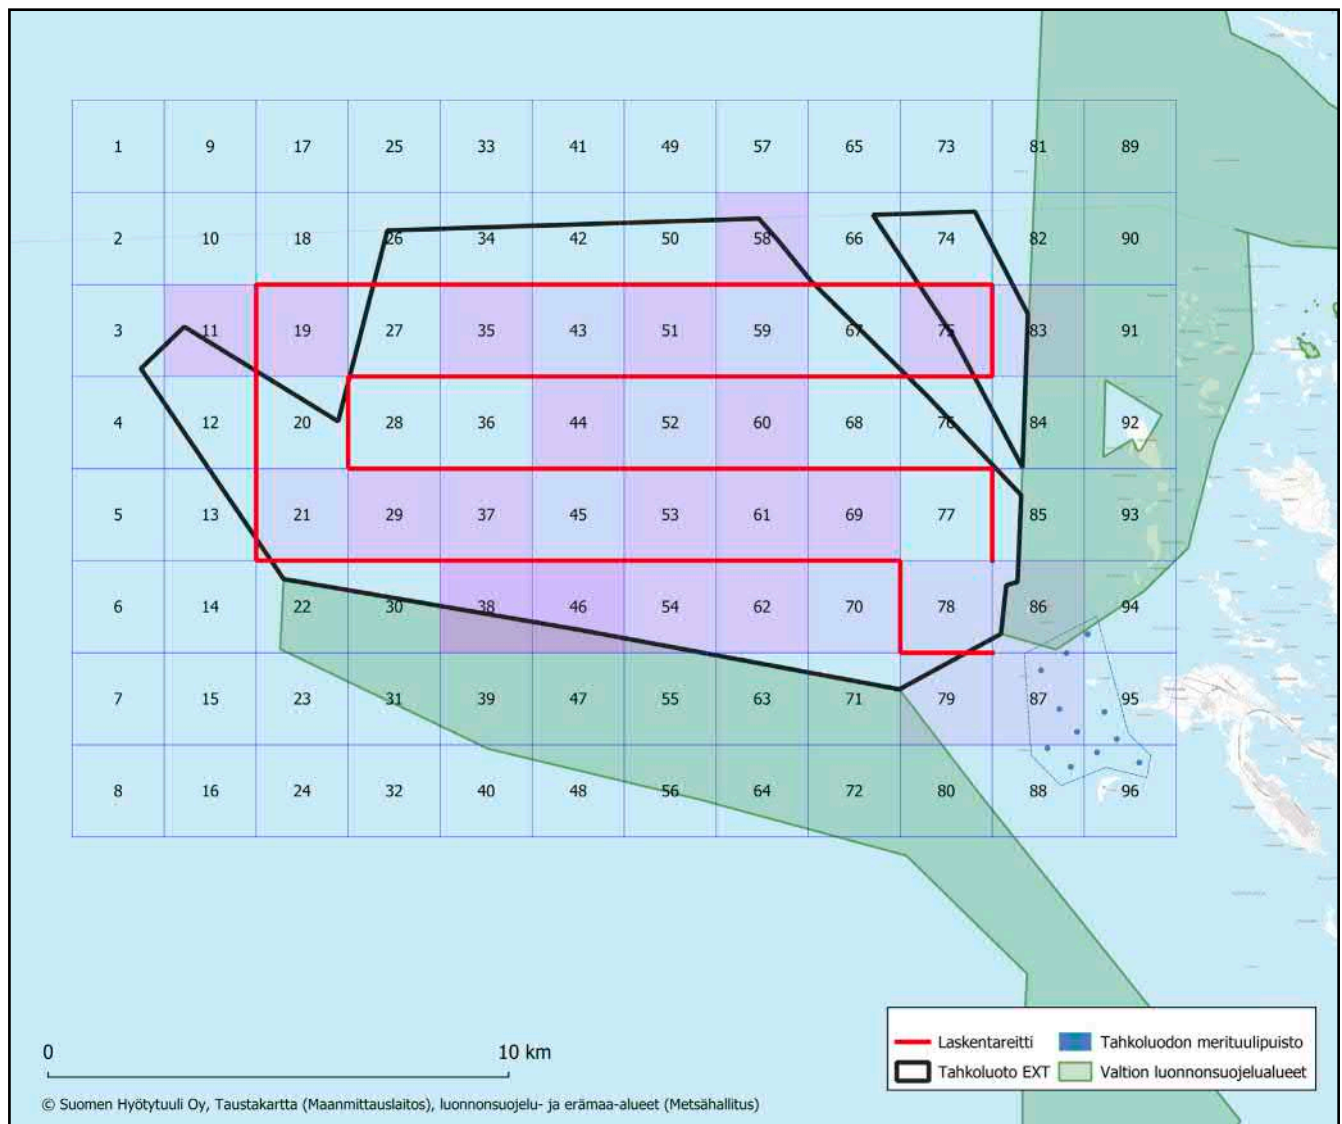 1 9 17 25 33 41 49 57 65 73 81 89
2 10 18 26 34 42 50 58 66 74 82 90
3 11 19 27 35 43 51 59 67 75 83 91
4 12 20 28 36 44 52 60 68 76 84 92
5 13 21 29 37 45 53 61 69 77 85 93
6 14 22 30 38 46 54 62 70 78 86 94
7 15 23 31 39 47 55 63 71 79 87 95
8 16 24 32 40 48 56 64 72 80 88 96
0 10 km
Laskentareitti Tahkoluodon merituulipuisto
Tahkoluoto EXT Valtion luonnonsuojelualueet
© Suomen Hyötytuuli Oy, Taustakartta (Maanmittauslaitos), luonnonsuojelu- ja erämaa-alueet (Metsähallitus)